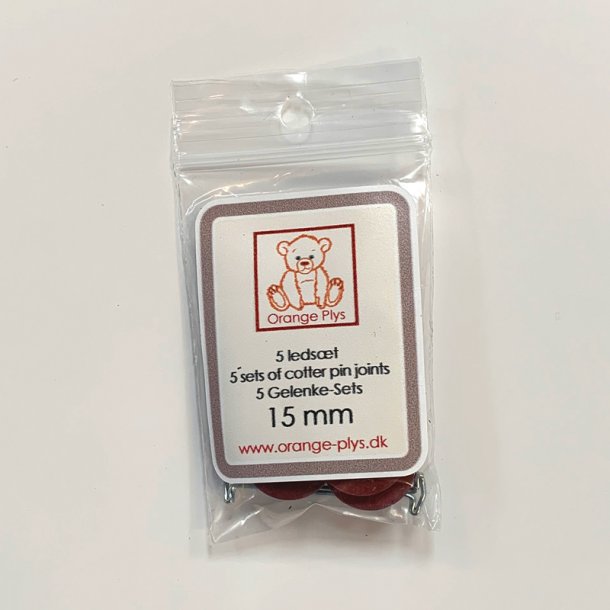 Orange Plys
5 ledsæt
5 sets of cotter pin joints
5 Gelenke-Sets
15 mm
www.orange-plys.dk